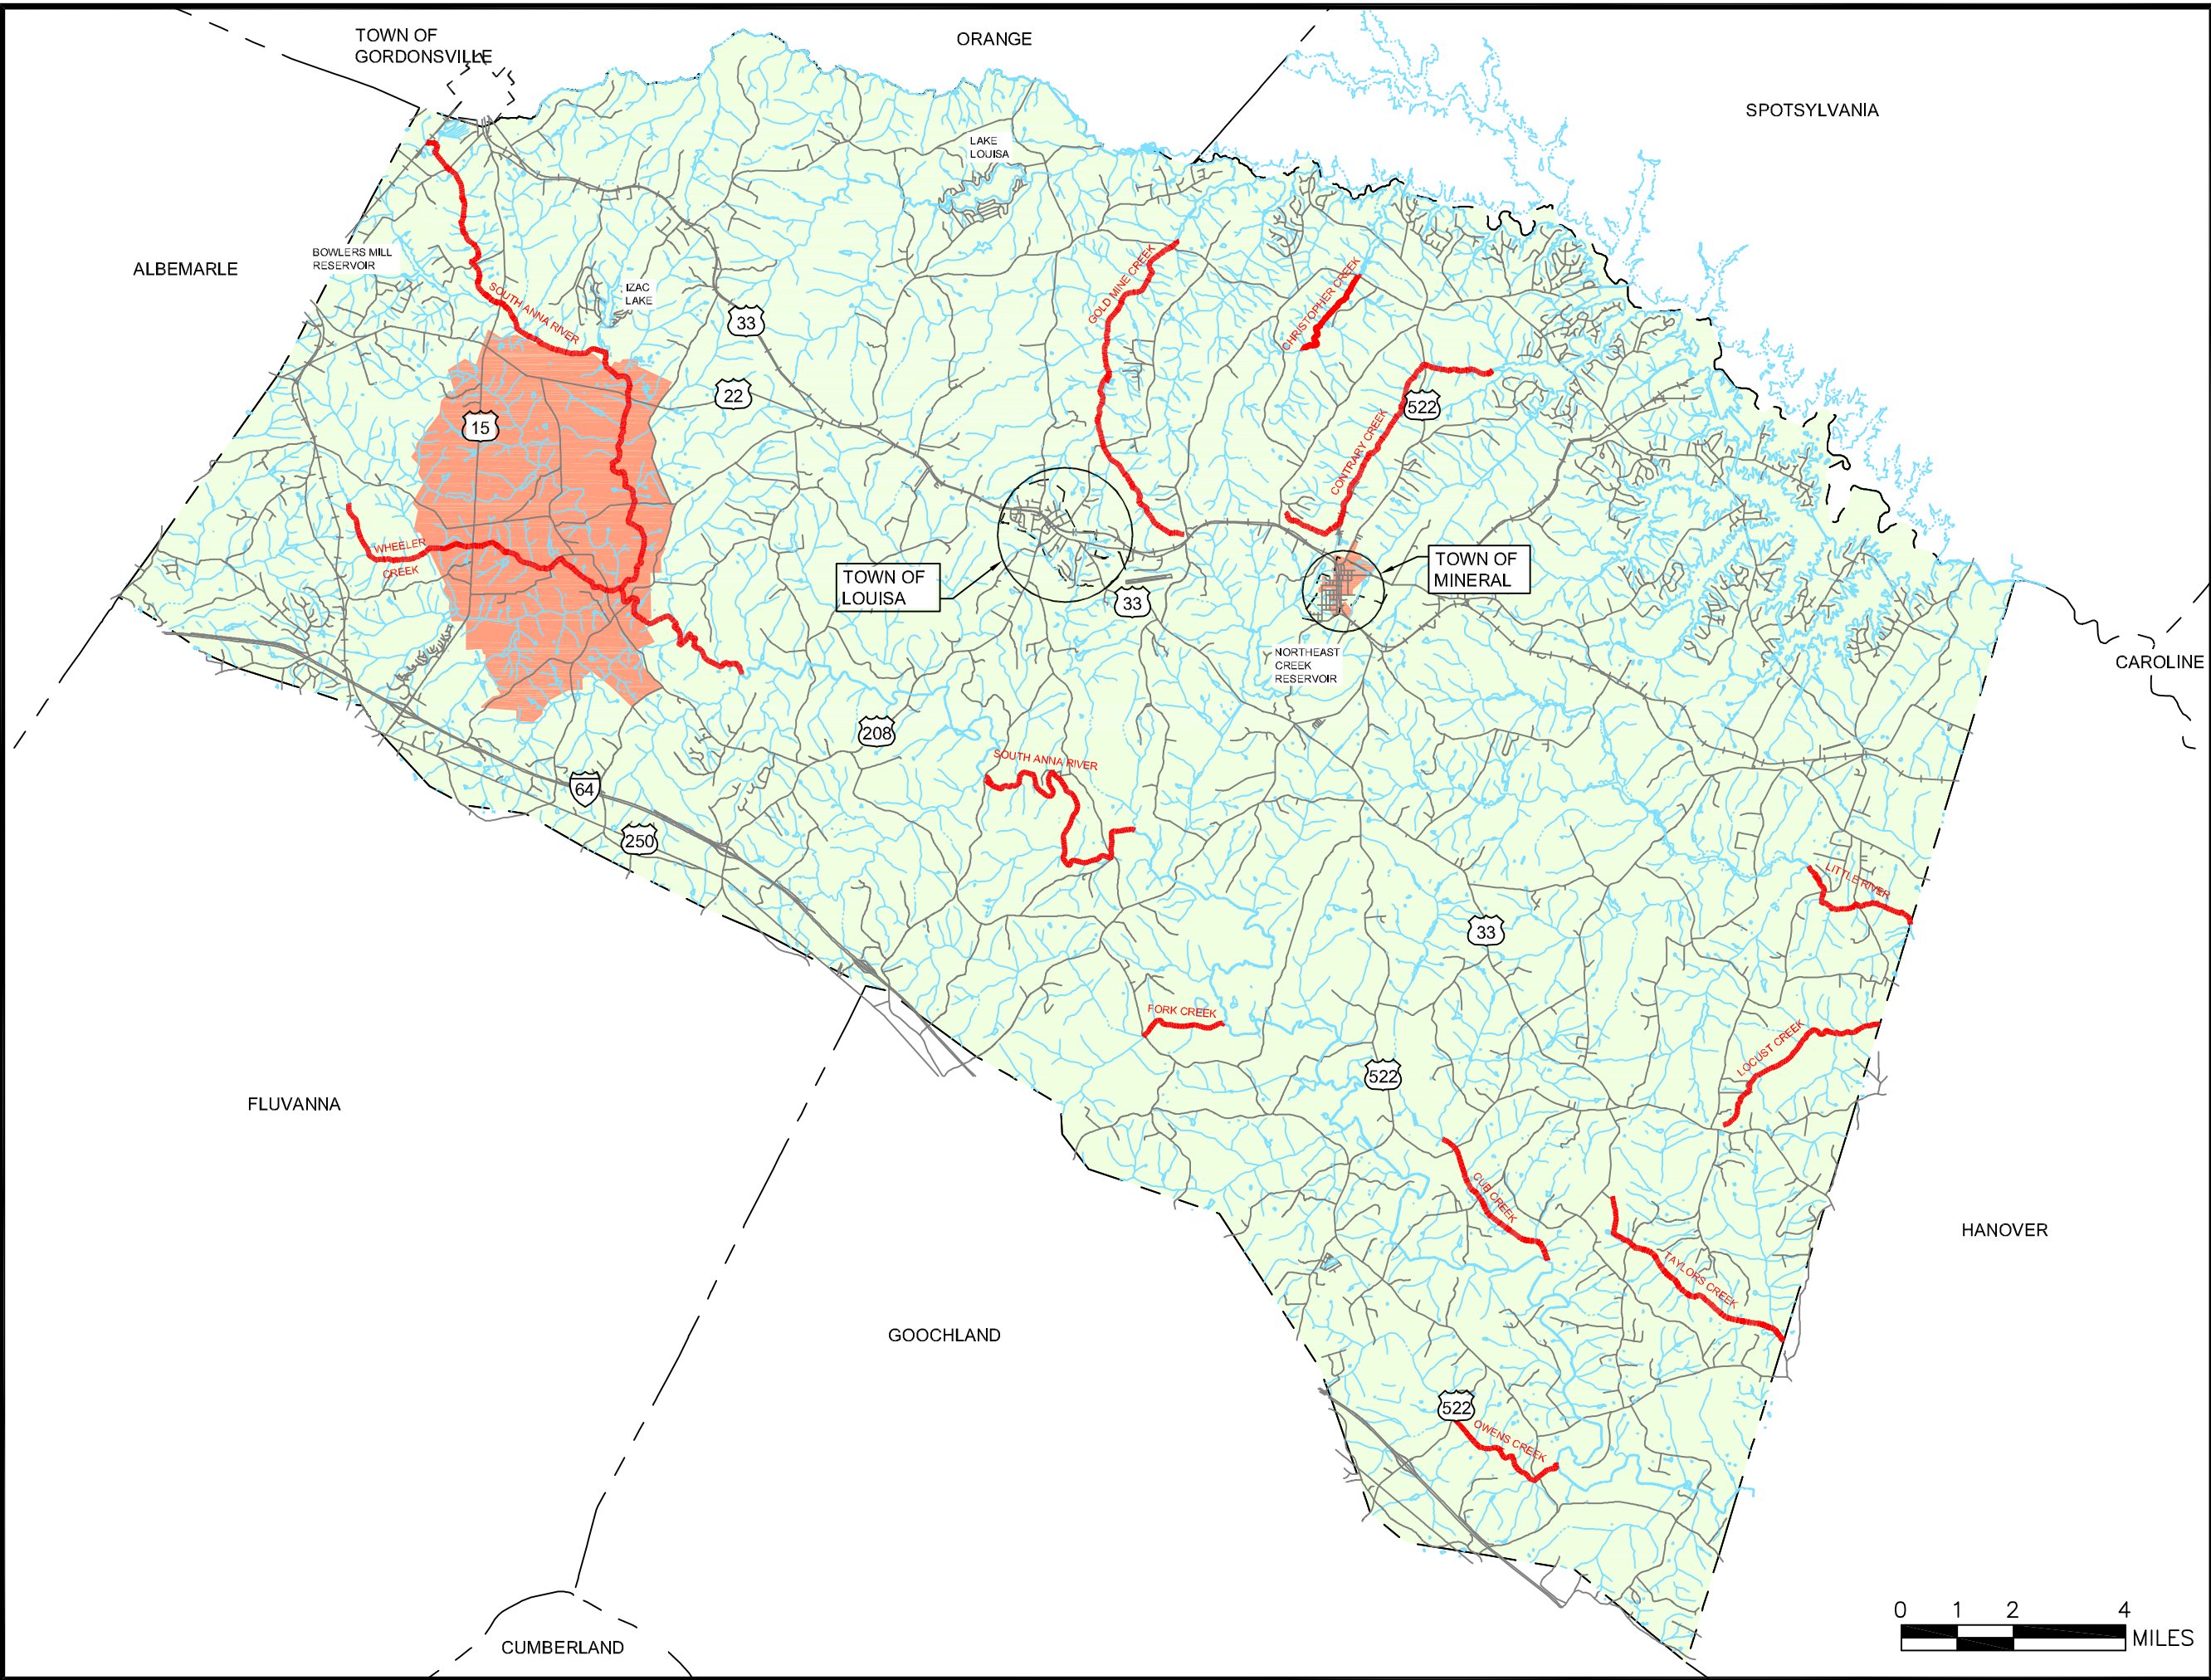 TOWN OF
GORDONSVILLE
ORANGE
SPOTSYLVANIA
LAKE
LOUISA
ALBEMARLE
BOWLERS MILL
RESERVOIR
IZAC
LAKE
SOUTH ANNA RIVER
GOLD MINE CREEK
CHRISTOPHER CREEK
33
22
15
522
CONTRARY CREEK
WHEELER
CREEK
TOWN OF
LOUISA
33
TOWN OF
MINERAL
NORTHEAST
CREEK
RESERVOIR
CAROLINE
208
SOUTH ANNA RIVER
64
250
LITTLE RIVER
33
FORK CREEK
LOCUST CREEK
522
FLUVANNA
CUB CREEK
HANOVER
TAYLORS CREEK
GOOCHLAND
522
OWENS CREEK
CUMBERLAND
0 1 2 4
MILES